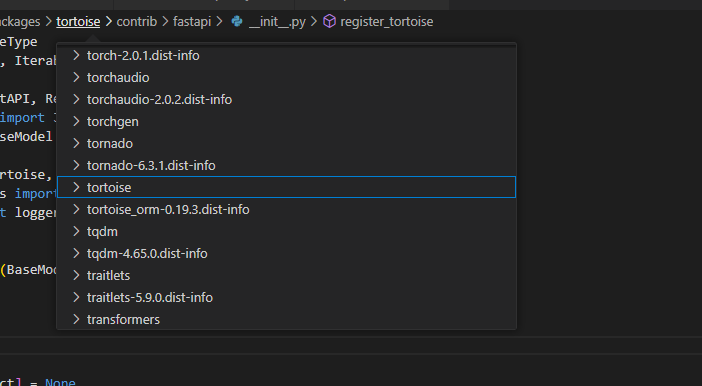 ckages > tortoise > contrib > fastapi > __init__.py > register_tortoise
eType
, Iterab
torch-2.0.1.dist-info
torchaudio
tAPI, Re
torchaudio-2.0.2.dist-info
import
torchgen
seModel
tornado
tornado-6.3.1.dist-info
rtoise,
tortoise
s import
t logger
tortoise_orm-0.19.3.dist-info
tqdm
tqdm-4.65.0.dist-info
(BaseMod
traitlets
traitlets-5.9.0.dist-info
transformers
ct] = None